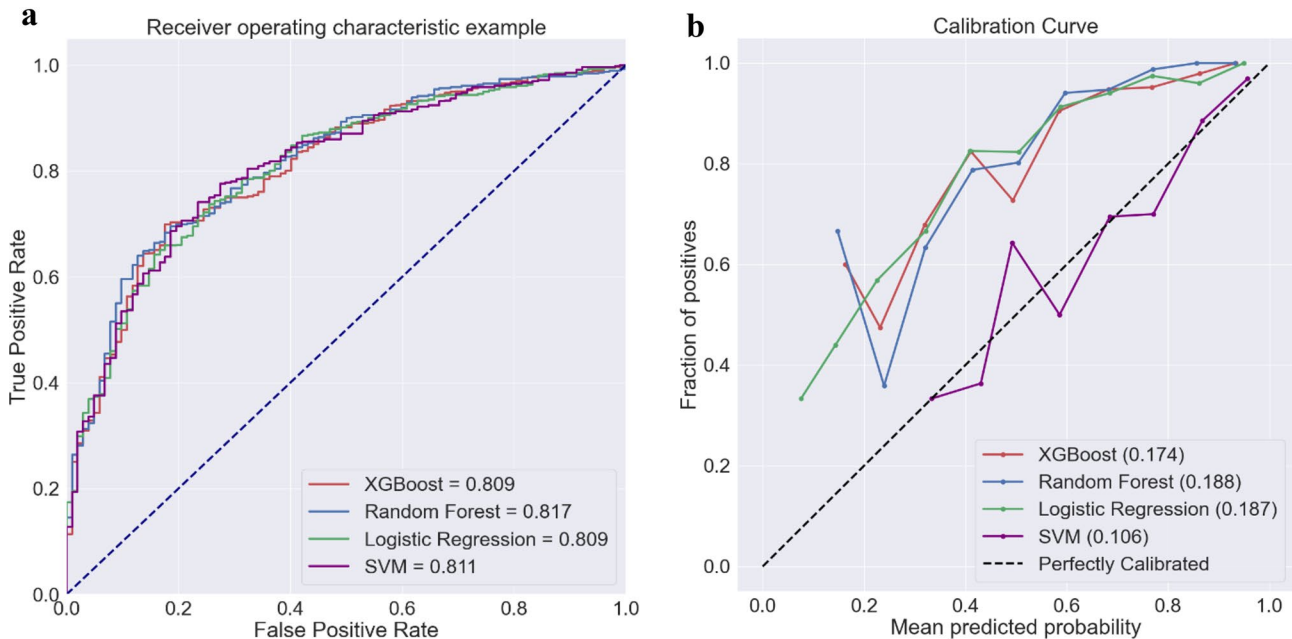 a
Receiver operating characteristic example
1.0
0.8
0.6
0.4
0.2
0.0
True Positive Rate
0.0
0.2
0.4
0.6
0.8
1.0
False Positive Rate
XGBoost = 0.809
Random Forest = 0.817
Logistic Regression = 0.809
SVM = 0.811
b
Calibration Curve
1.0
0.8
0.6
0.4
0.2
0.0
Fraction of positives
0.0
0.2
0.4
0.6
0.8
1.0
Mean predicted probability
XGBoost (0.174)
Random Forest (0.188)
Logistic Regression (0.187)
SVM (0.106)
Perfectly Calibrated